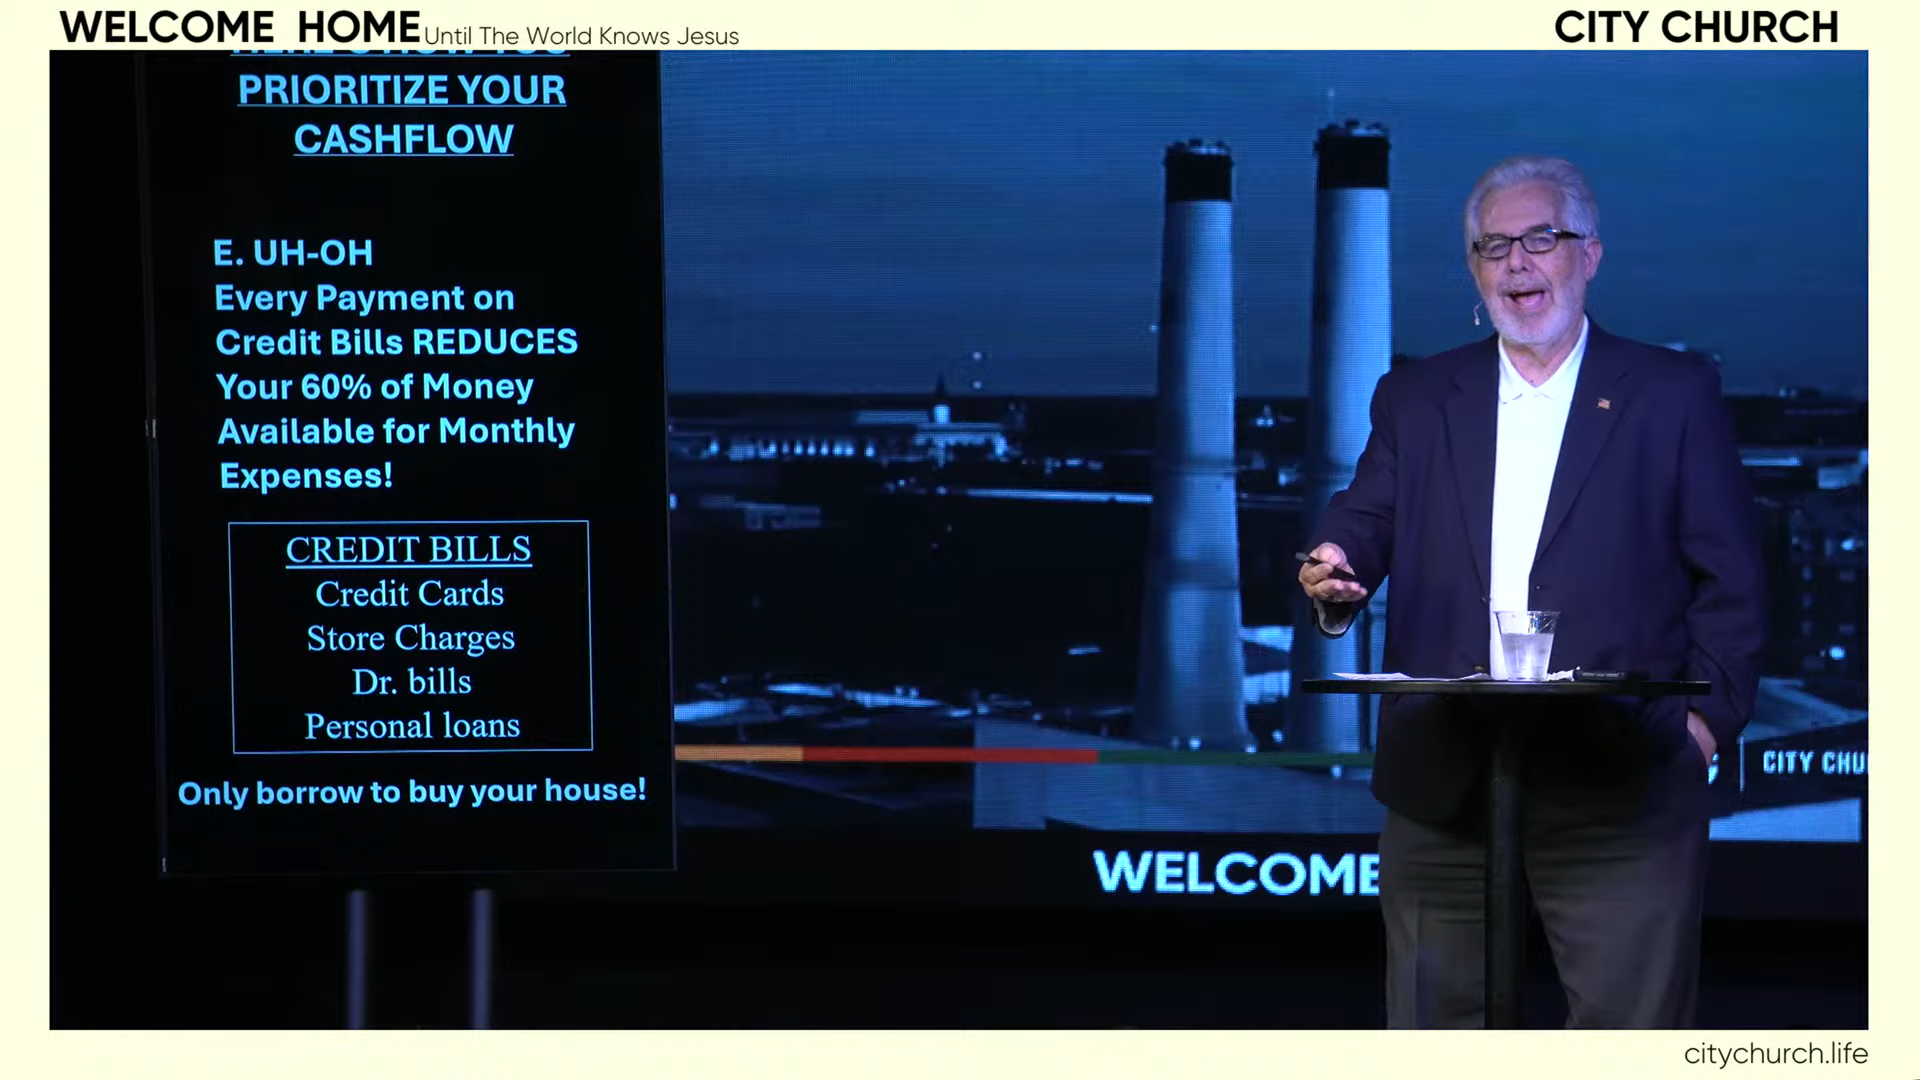 WELCOME HOME Until The World Knows Jesus
CITY CHURCH
PRIORITIZE YOUR
CASHFLOW
E. UH-OH
Every Payment on
Credit Bills REDUCES
Your 60% of Money
Available for Monthly
Expenses!
CREDIT BILLS
Credit Cards
Store Charges
Dr. bills
Personal loans
Only borrow to buy your house!
CITY CHU
WELCOME
citychurch.life